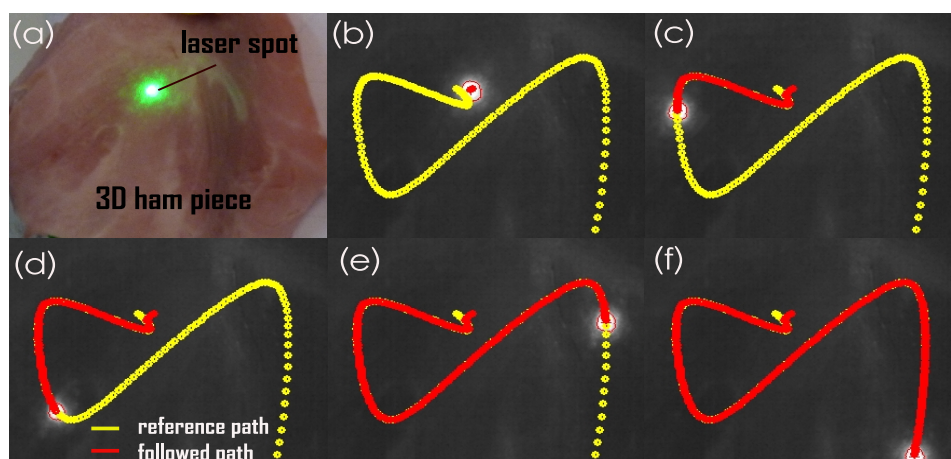 (a)
laser spot
3D ham piece
(b)
(c)
(d)
reference path
followed path
(e)
(f)